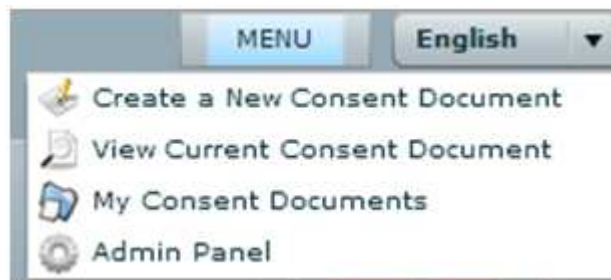 MENU English
Create a New Consent Document
View Current Consent Document
My Consent Documents
Admin Panel